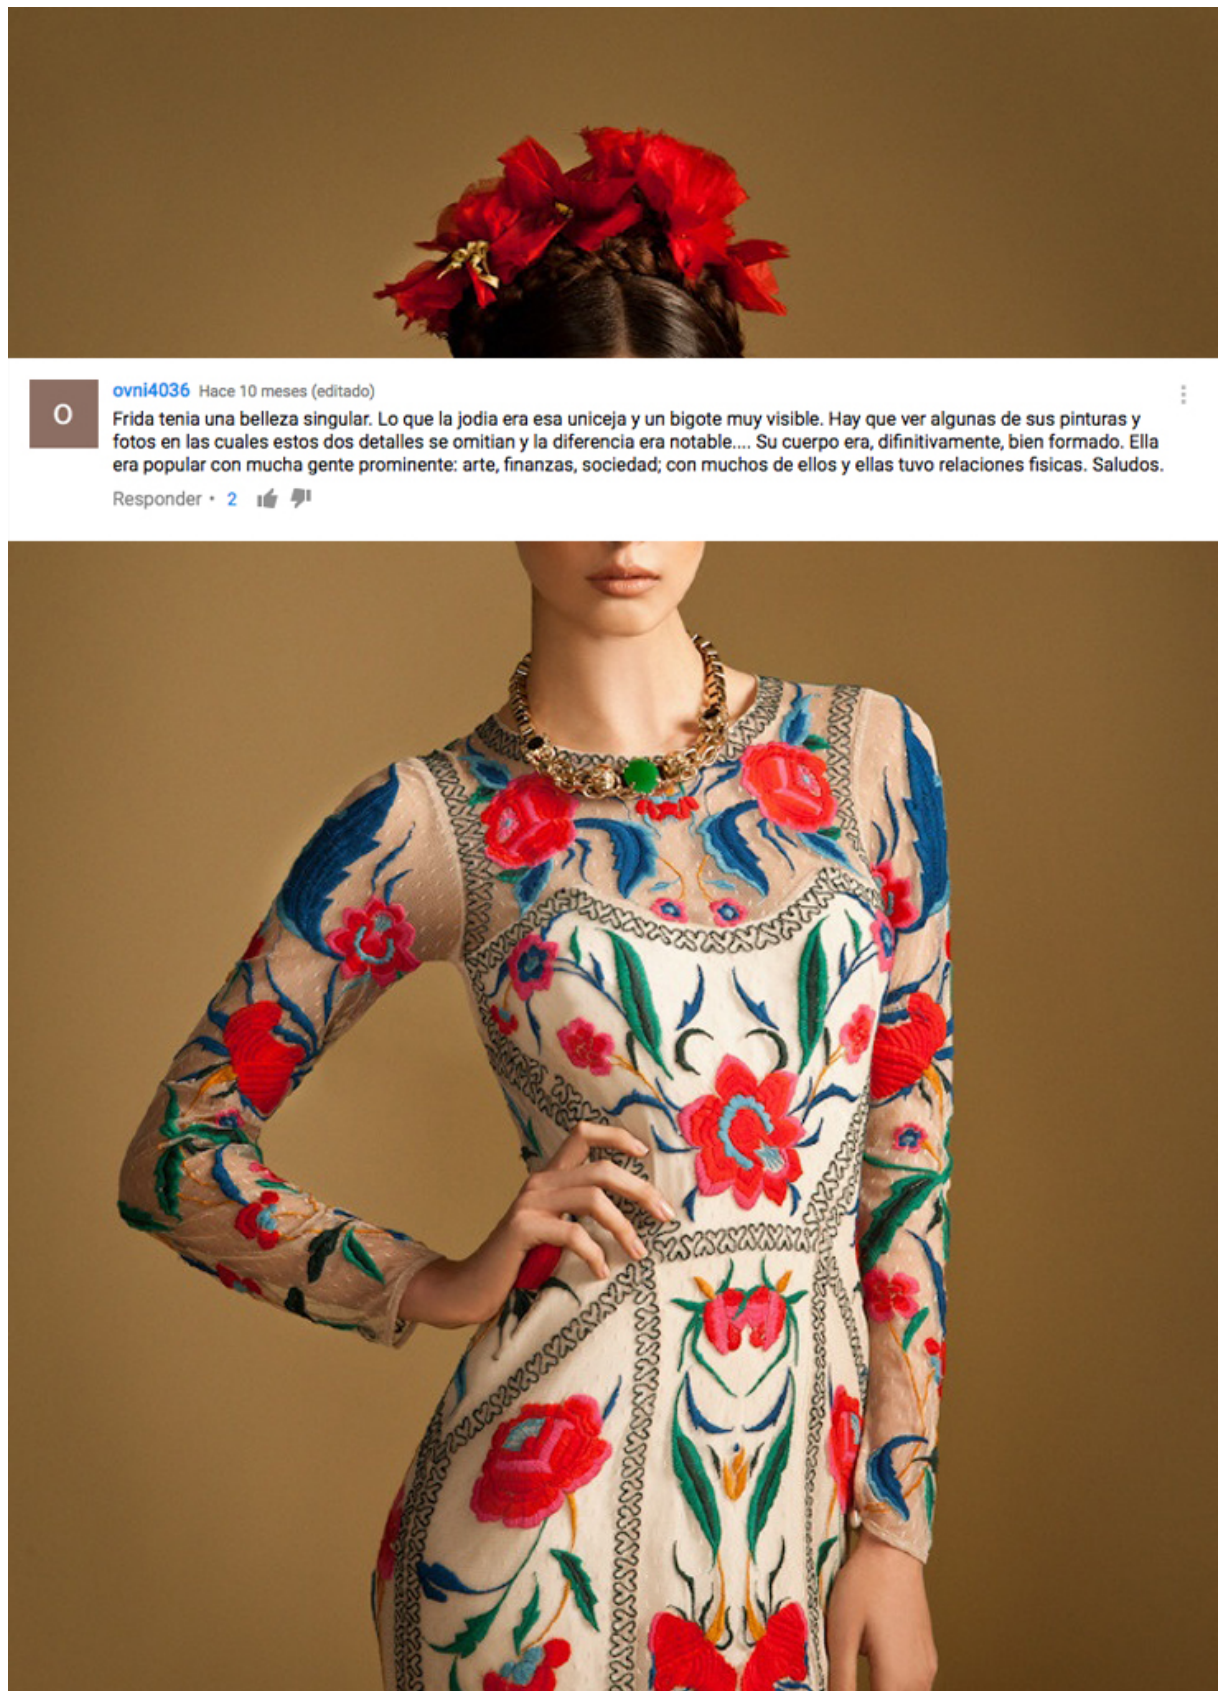 O
ovni4036 Hace 10 meses (editado)
Frida tenia una belleza singular. Lo que la jodia era esa uniceja y un bigote muy visible. Hay que ver algunas de sus pinturas y
fotos en las cuales estos dos detalles se omitian y la diferencia era notable.... Su cuerpo era, difinitivamente, bien formado. Ella
era popular con mucha gente prominente: arte, finanzas, sociedad; con muchos de ellos y ellas tuvo relaciones fisicas. Saludos.
Responder • 2